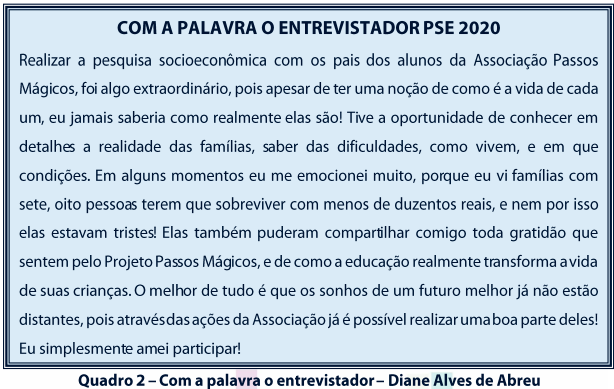 COM A PALAVRA O ENTREVISTADOR PSE 2020
Realizar a pesquisa socioeconômica com os pais dos alunos da Associação Passos
Mágicos, foi algo extraordinário, pois apesar de ter uma noção de como é a vida de cada
um, eu jamais saberia como realmente elas são! Tive a oportunidade de conhecer em
detalhes a realidade das famílias, saber das dificuldades, como vivem, e em que
condições. Em alguns momentos eu me emocionei muito, porque eu vi famílias com
sete, oito pessoas terem que sobreviver com menos de duzentos reais, e nem por isso
elas estavam tristes! Elas também puderam compartilhar comigo toda gratidão que
sentem pelo Projeto Passos Mágicos, e de como a educação realmente transforma a vida
de suas crianças. O melhor de tudo é que os sonhos de um futuro melhor já não estão
distantes, pois através das ações da Associação já é possível realizar uma boa parte deles!
Eu simplesmente amei participar!
Quadro 2 – Com a palavra o entrevistador – Diane Alves de Abreu